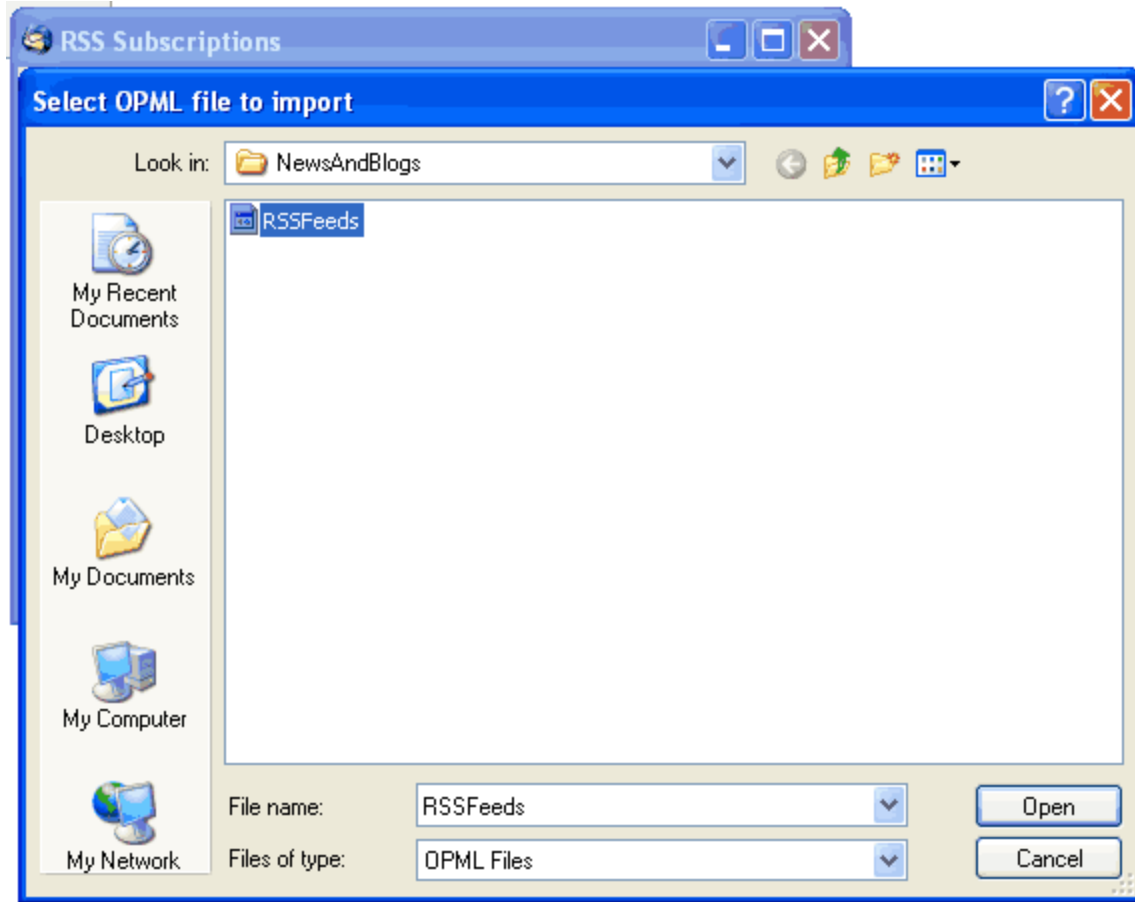 RSS Subscriptions
Select OPML file to import
Look in: NewsAndBlogs
RSSFeeds
My Recent
Documents
Desktop
My Documents
My Computer
My Network
File name: RSSFeeds Open
Files of type: OPML Files Cancel